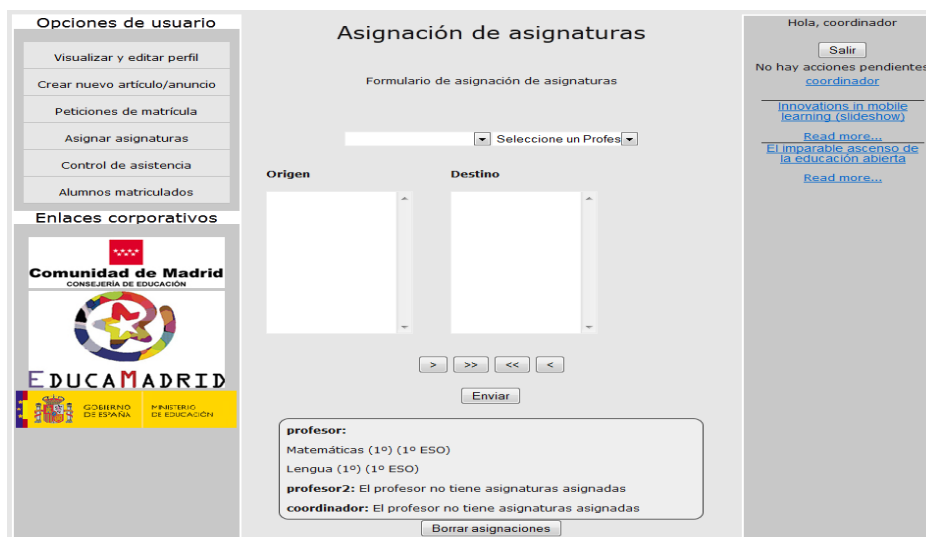 Opciones de usuario
Visualizar y editar perfil
Crear nuevo artículo/anuncio
Peticiones de matrícula
Asignar asignaturas
Control de asistencia
Alumnos matriculados
Enlaces corporativos
Comunidad de Madrid
CONSEJERÍA DE EDUCACIÓN
EDUCAMADRID
GOBIERNO
DE ESPAÑA
MINISTERIO
DE EDUCACIÓN
Asignación de asignaturas
Formulario de asignación de asignaturas
Seleccione un Profes
Origen
Destino
>
>>
<<
<
Enviar
profesor:
Matemáticas (1º) (1º ESO)
Lengua (1º) (1º ESO)
profesor2: El profesor no tiene asignaturas asignadas
coordinador: El profesor no tiene asignaturas asignadas
Borrar asignaciones
Hola, coordinador
Salir
No hay acciones pendientes
coordinador
Innovations in mobile
learning (slideshow)
Read more...
El imparable ascenso de
la educación abierta
Read more...